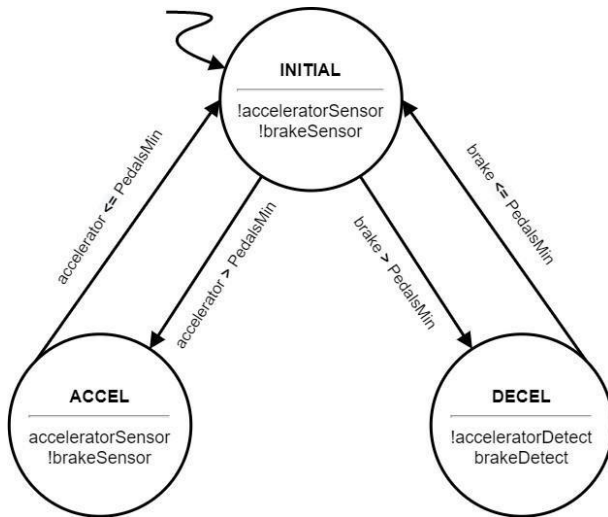 INITIAL
!acceleratorSensor
!brakeSensor
accelerator <= PedalsMin
accelerator > PedalsMin
brake > PedalsMin
brake <= PedalsMin
ACCEL
acceleratorSensor
!brakeSensor
DECEL
!acceleratorDetect
brakeDetect